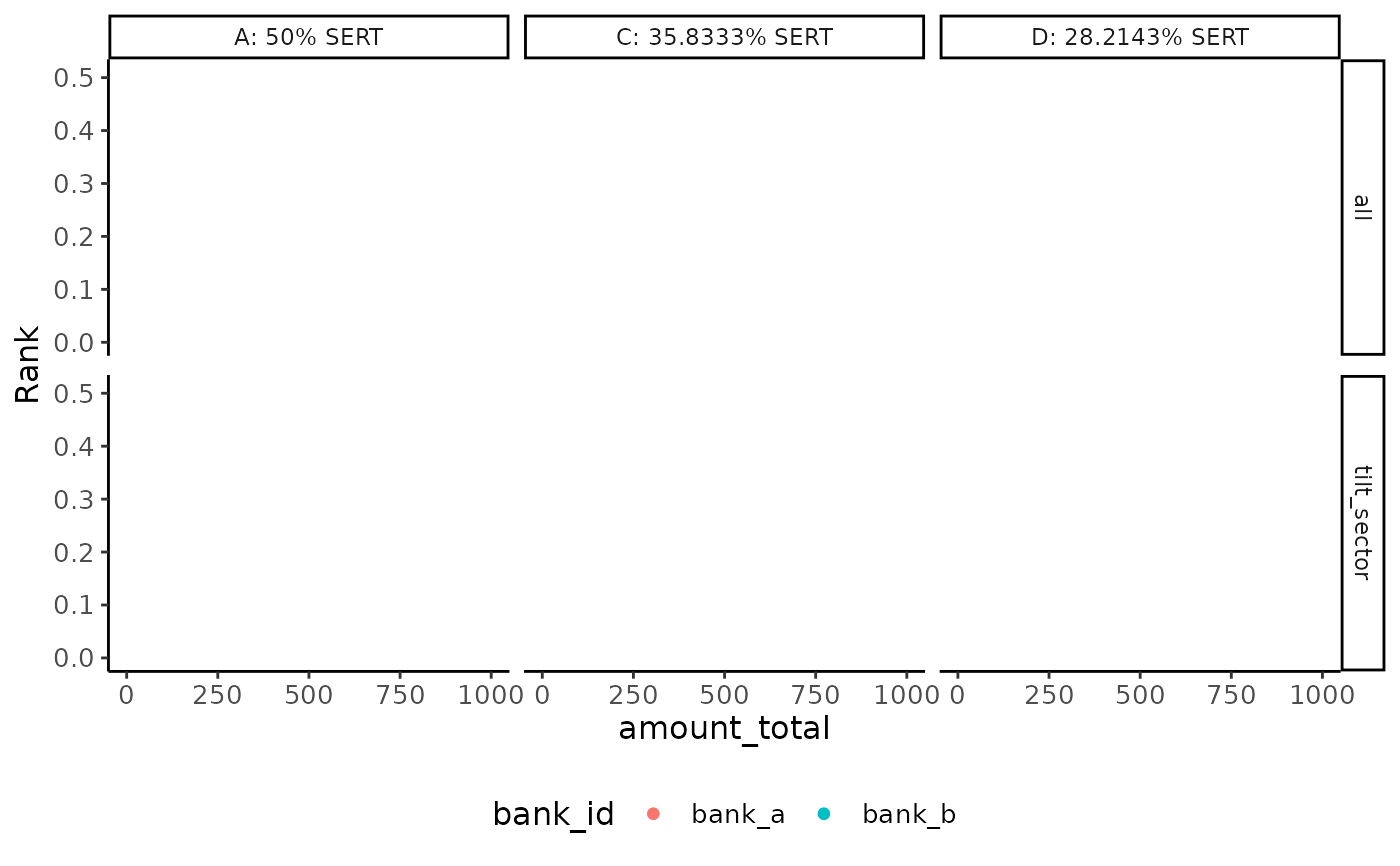 A: 50% SERT
C: 35.8333% SERT
D: 28.2143% SERT
0.5
0.4
0.3
0.2
0.1
0.0
all
Rank
0.5
0.4
0.3
0.2
0.1
0.0
tilt_sector
0 250 500 750 1000
0 250 500 750 1000
0 250 500 750 1000
amount_total
bank_id bank_a bank_b